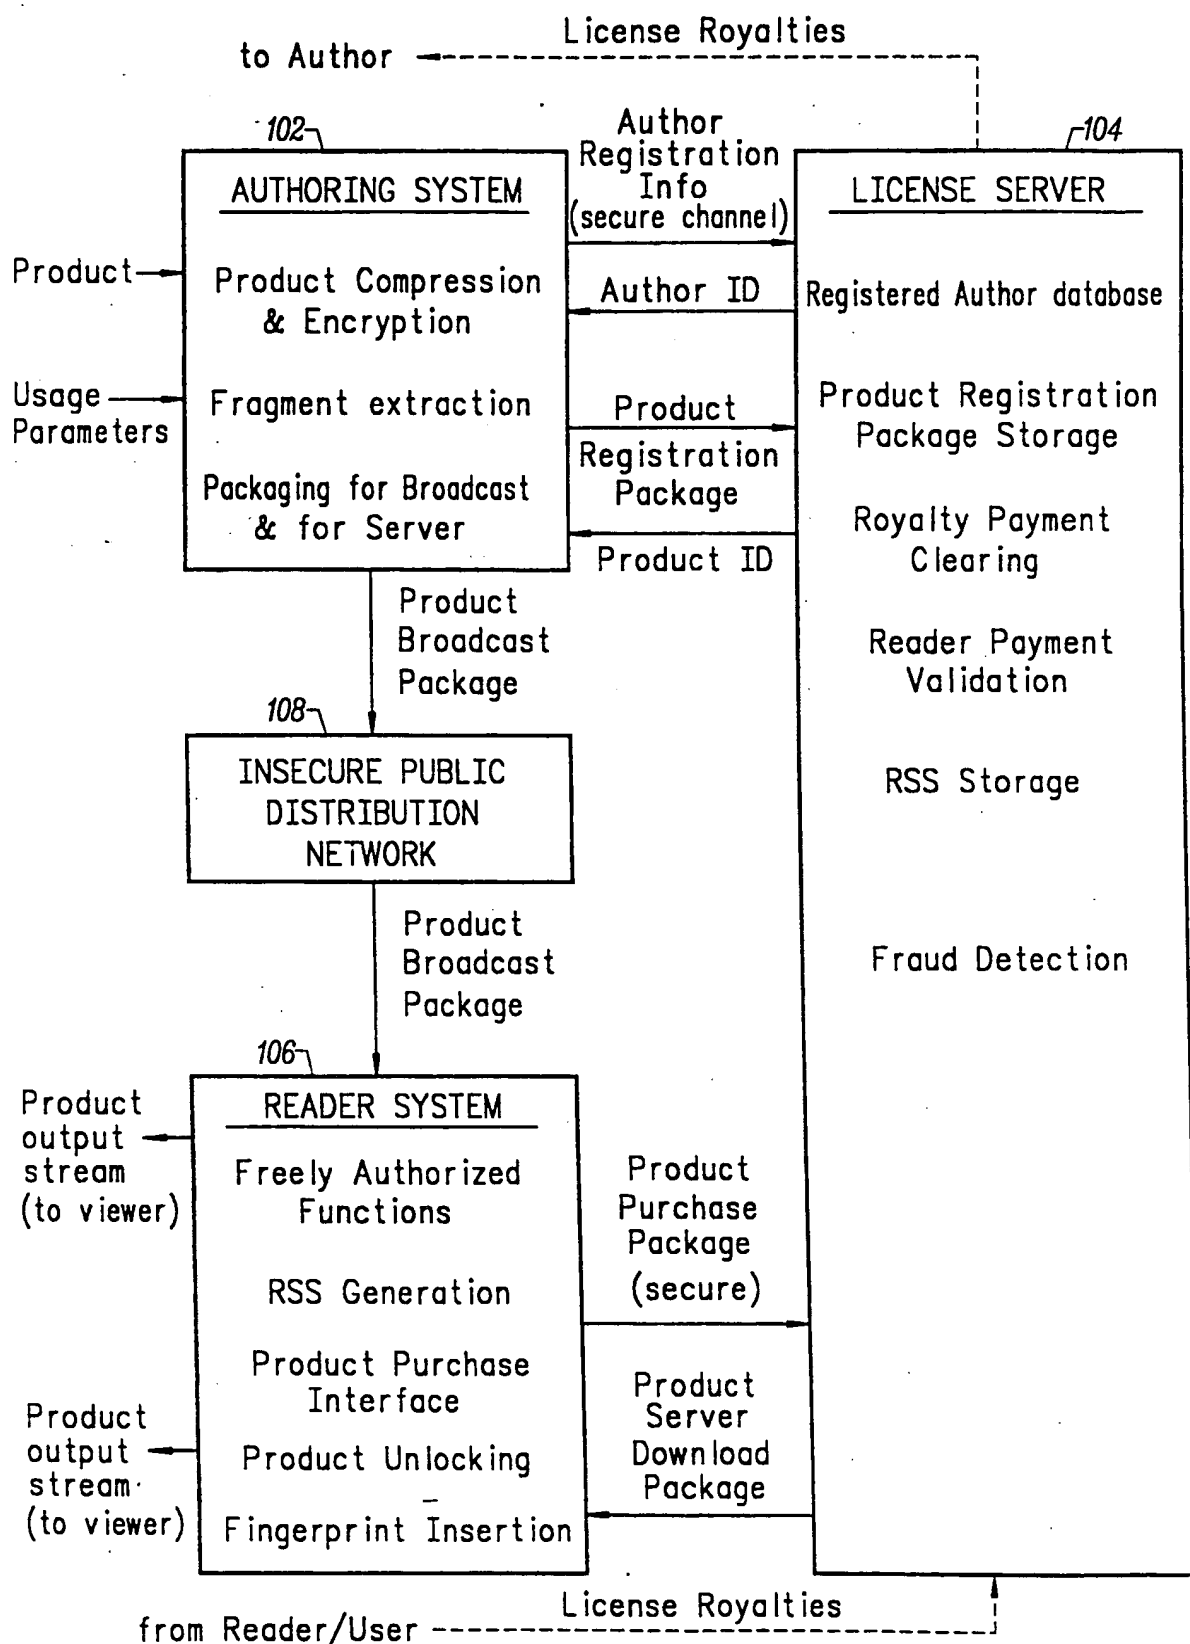 License Royalties
to Author
102
AUTHORING SYSTEM
Product Compression
& Encryption
Fragment extraction
Packaging for Broadcast
& for Server
Product
Usage
Parameters
Author
Registration
Info
(secure channel)
Author ID
Product
Registration
Package
Product ID
104
LICENSE SERVER
Registered Author database
Product Registration
Package Storage
Royalty Payment
Clearing
Reader Payment
Validation
RSS Storage
Fraud Detection
Product
Broadcast
Package
108
INSECURE PUBLIC
DISTRIBUTION
NETWORK
Product
Broadcast
Package
106
READER SYSTEM
Freely Authorized
Functions
RSS Generation
Product Purchase
Interface
Product Unlocking
Fingerprint Insertion
Product
output
stream
(to viewer)
Product
output
stream
(to viewer)
Product
Purchase
Package
(secure)
Product
Server
Download
Package
License Royalties
from Reader/User